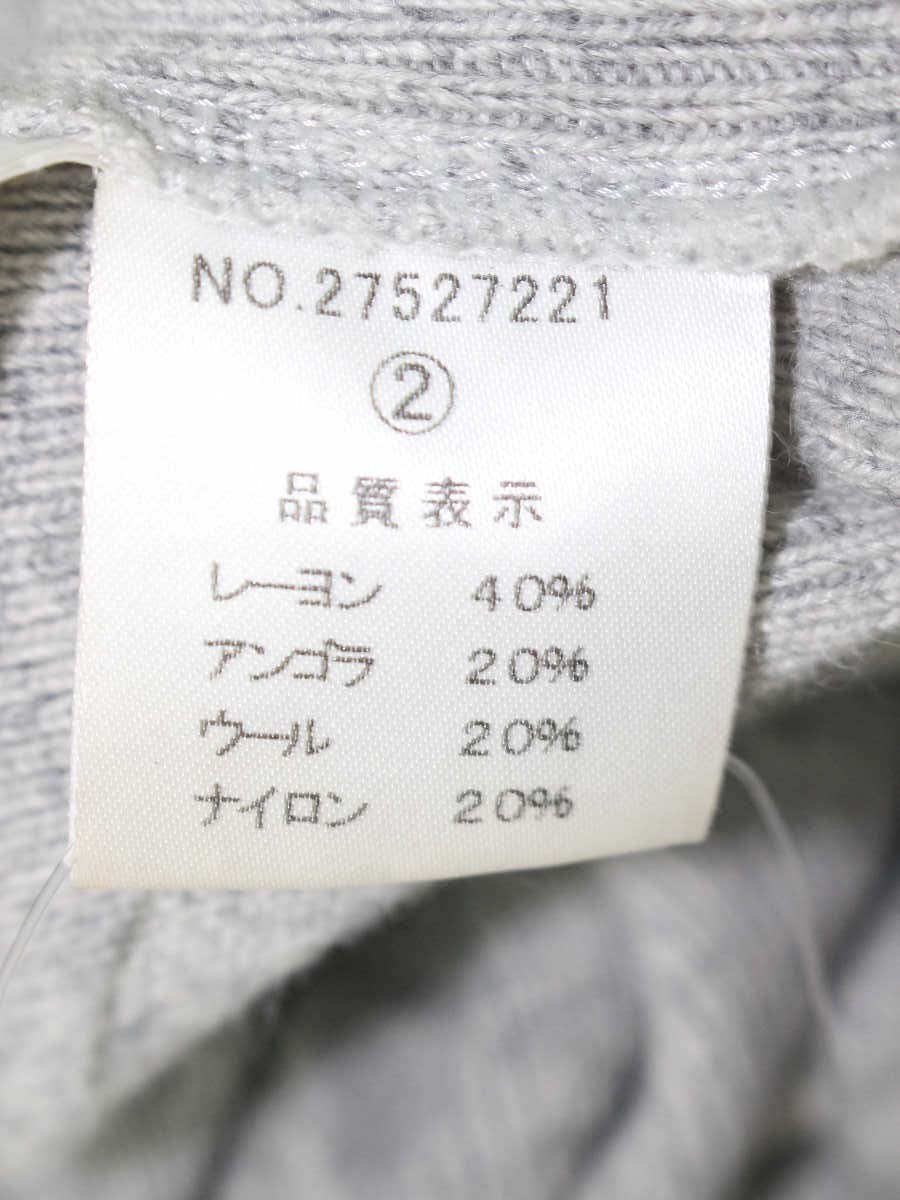 NO.27527221
②
品質表示
レーヨン 40%
アンゴラ 20%
ウール 20%
ナイロン 20%